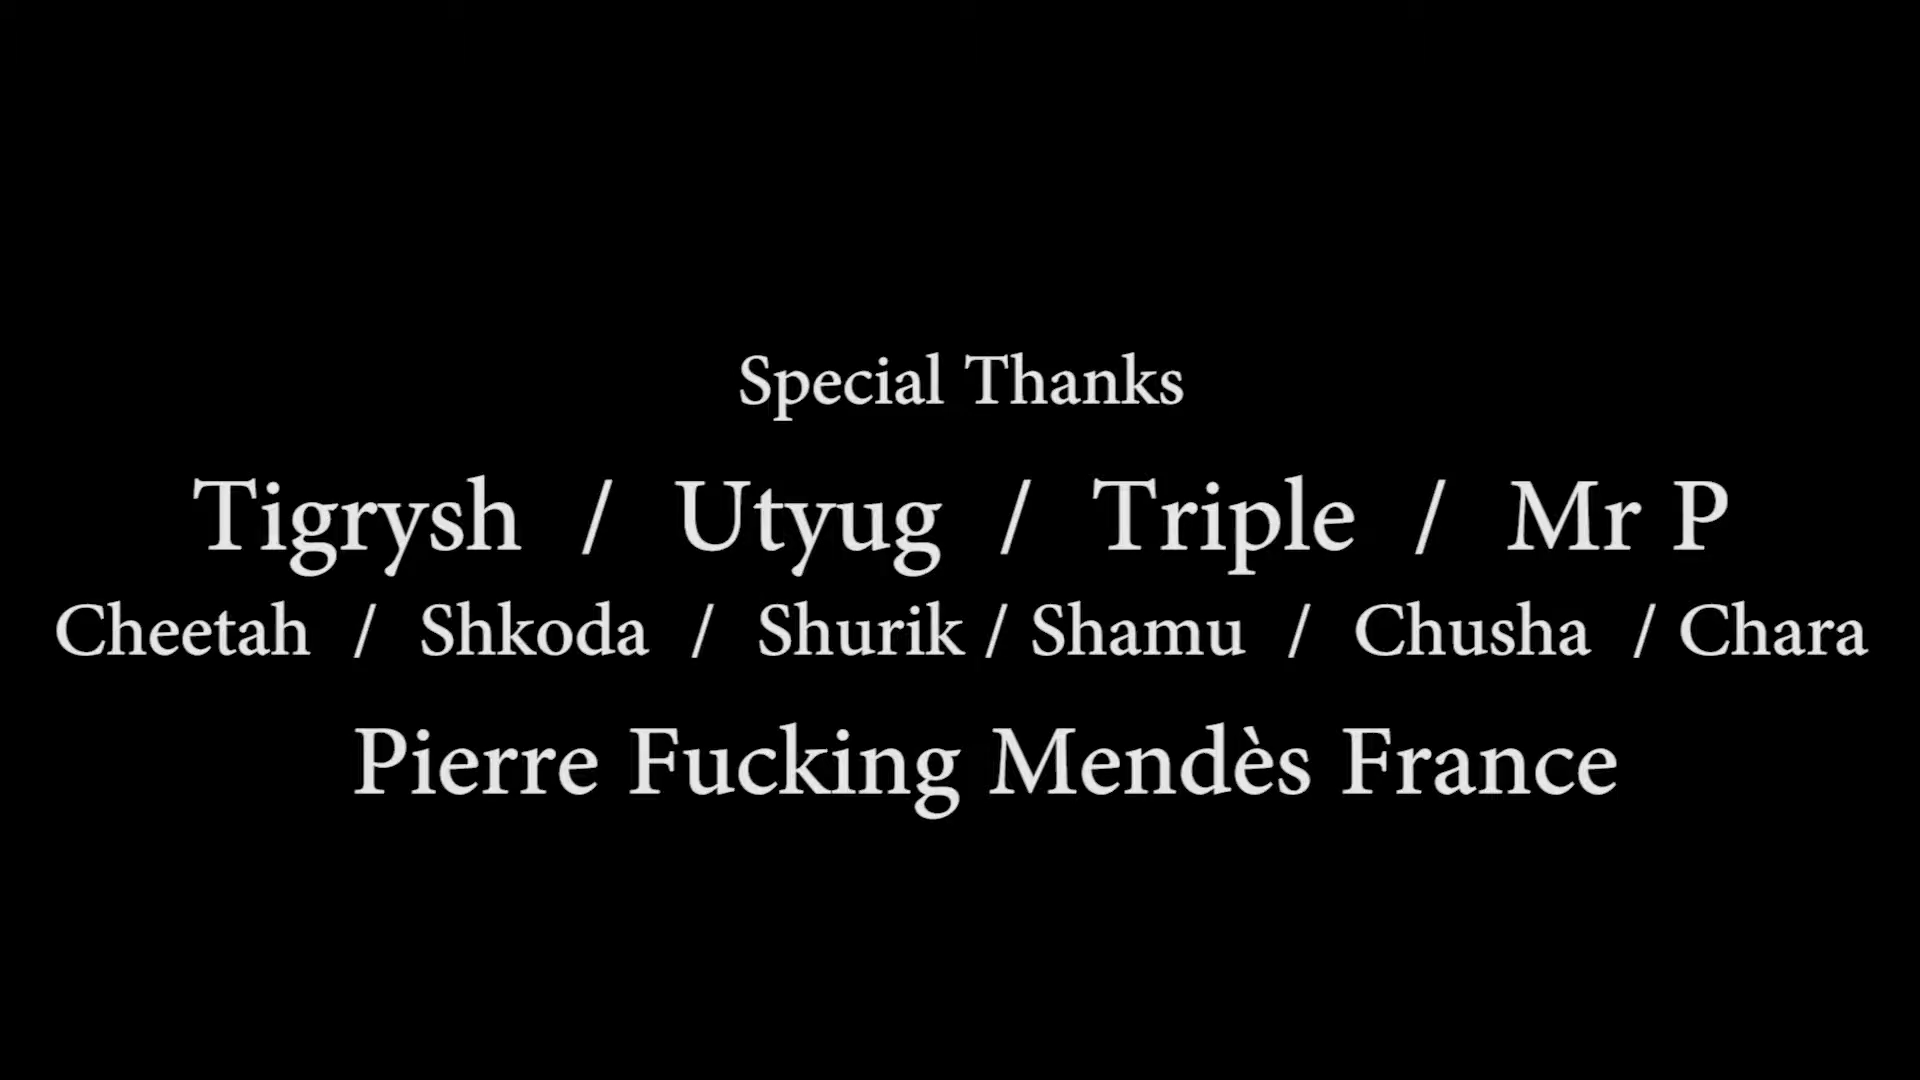 Special Thanks
Tigrysh / Utyug / Triple / Mr P
Cheetah / Shkoda / Shurik / Shamu / Chusha / Chara
Pierre Fucking Mendès France